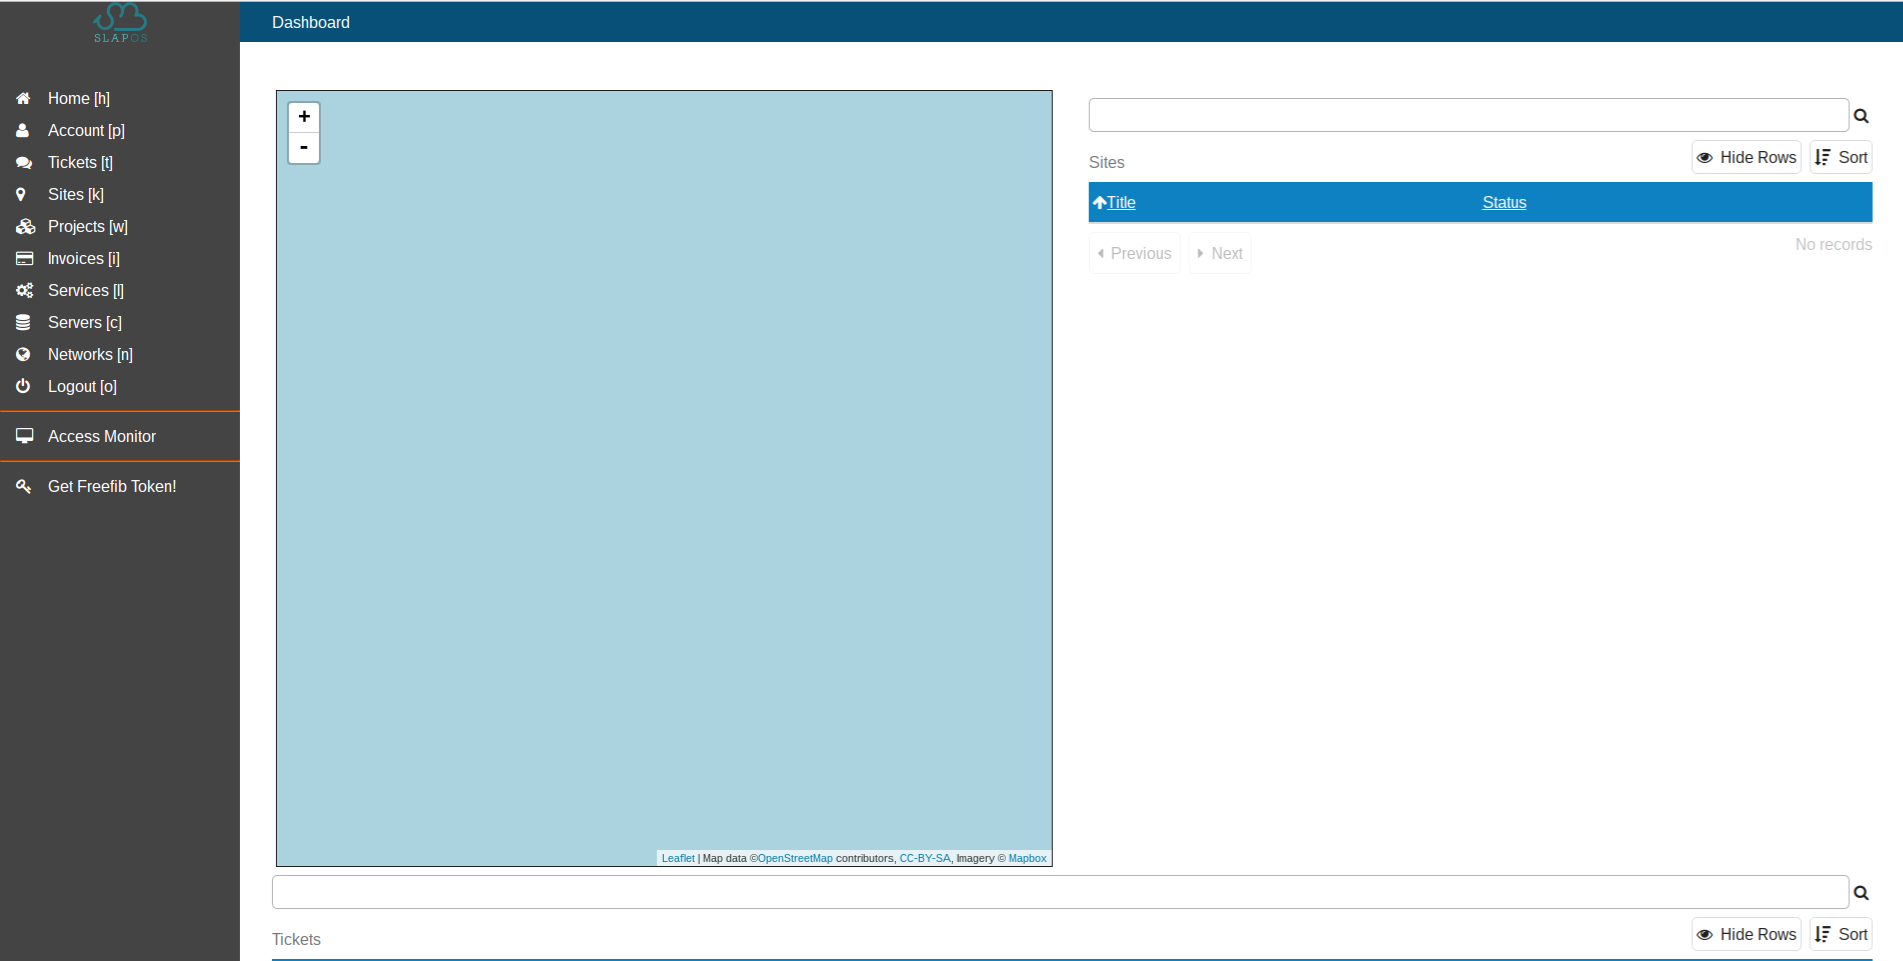 SLAPOS
Dashboard
Home [h]
Account [p]
Tickets [t]
Sites [k]
Projects [w]
Invoices [i]
Services [l]
Servers [c]
Networks [n]
Logout [o]
Access Monitor
Get Freefib Token!
+
-
Leaflet | Map data ©OpenStreetMap contributors, CC-BY-SA, Imagery © Mapbox
Sites
Hide Rows Sort
Title Status
Previous Next No records
Tickets
Hide Rows Sort